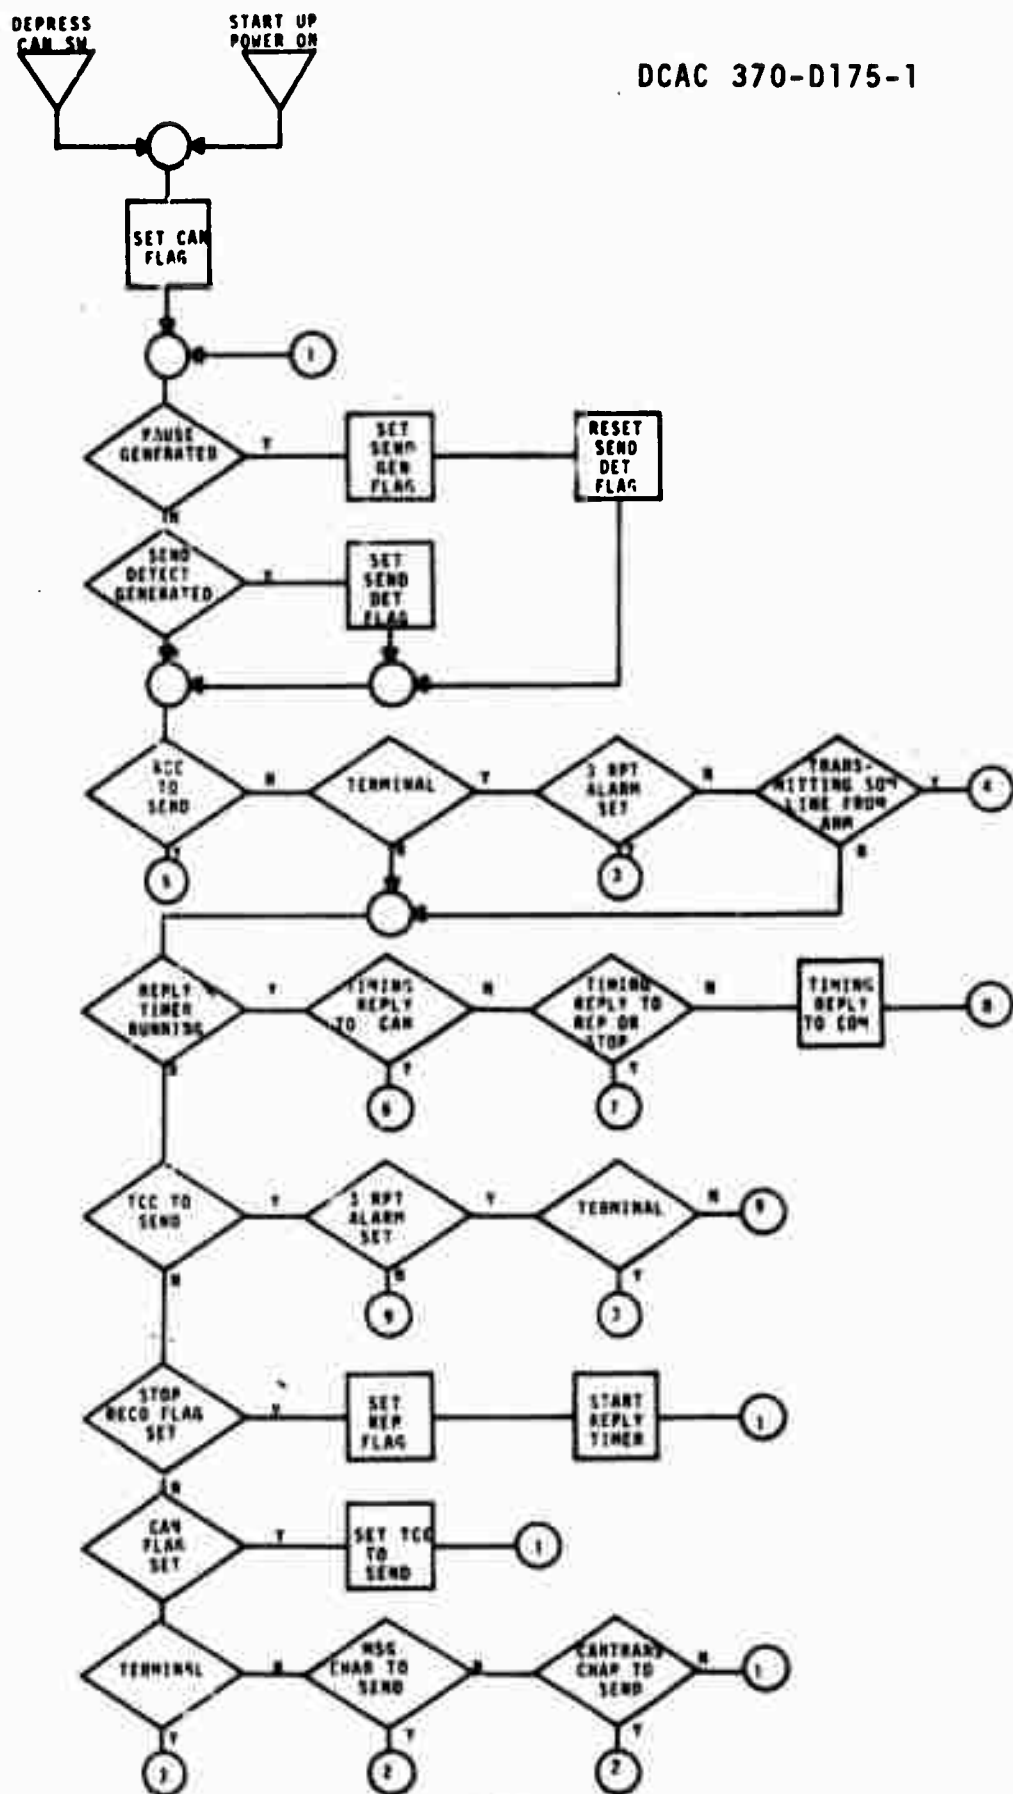 DEPRESS
CAN SW
START UP
POWER ON
DCAC 370-D175-1
SET CAN
FLAG
1
PAUSE
GENERATED
Y
SET
SEND
GEN
FLAG
RESET
SEND
DET
FLAG
N
SEND
DETECT
GENERATED
Y
SET
SEND
DET
FLAG
N
TO
SEND
N
TERMINAL
Y
3 RPT
ALARM
SET
N
TRANS-
MITTING SOM
LINE FROM
ARM
Y
4
Y
5
N
Y
3
N
REPLY
TIMER
RUNNING
Y
TIMING
REPLY
TO CAN
N
TIMING
REPLY TO
REP OR
STOP
N
TIMING
REPLY
TO EOM
8
N
Y
6
Y
7
TCC TO
SEND
Y
3 RPT
ALARM
SET
Y
TERMINAL
N
9
N
N
9
Y
3
STOP
RECD FLAG
SET
Y
SET
REP
FLAG
START
REPLY
TIMER
1
N
CAN
FLAG
SET
Y
SET TCC
TO
SEND
1
TERMINAL
N
MSG
CHAR TO
SEND
N
CANTRANS
CHAR TO
SEND
N
1
Y
Y
2
Y
2